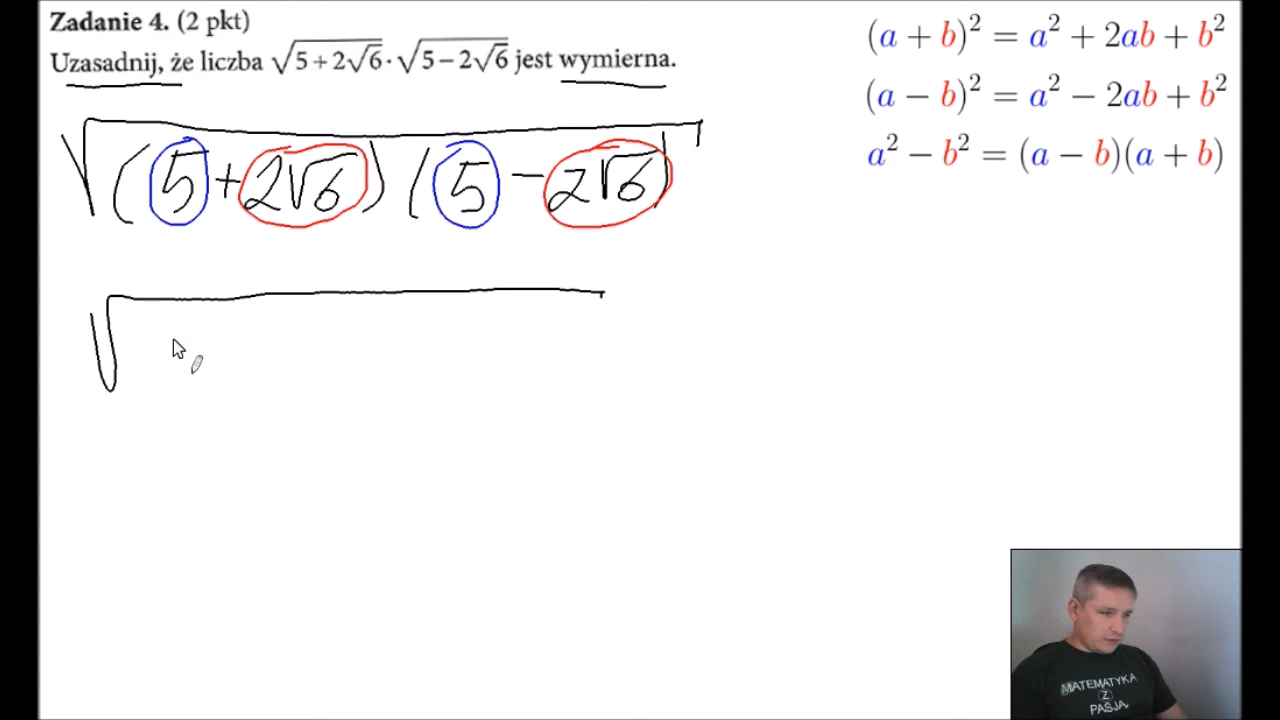 Zadanie 4. (2 pkt)
Uzasadnij, że liczba √(5+2√6)·√(5−2√6) jest wymierna.
(a + b)² = a² + 2ab + b²
(a − b)² = a² − 2ab + b²
a² − b² = (a − b)(a + b)
√((5+2√6)(5−2√6))
√
MATEMATYKA
Z
PASJĄ